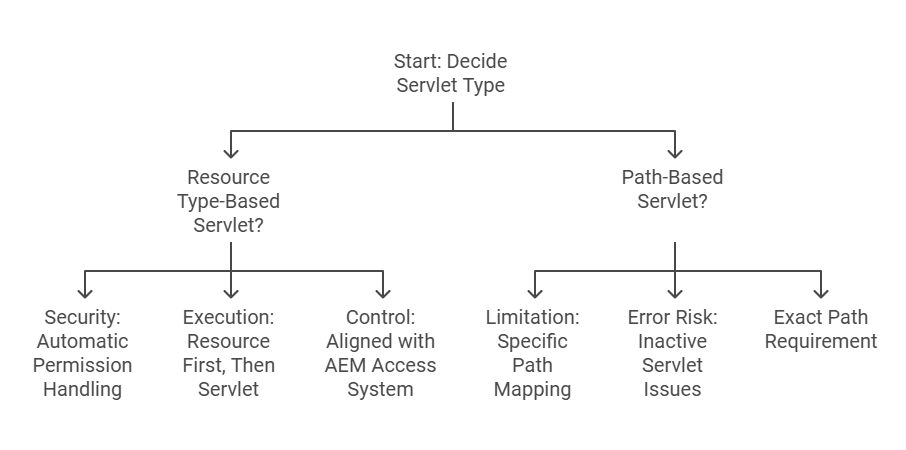 Start: Decide
Servlet Type
Resource
Type-Based
Servlet?
Path-Based
Servlet?
Security:
Automatic
Permission
Handling
Execution:
Resource
First, Then
Servlet
Control:
Aligned with
AEM Access
System
Limitation:
Specific
Path
Mapping
Error Risk:
Inactive
Servlet
Issues
Exact Path
Requirement